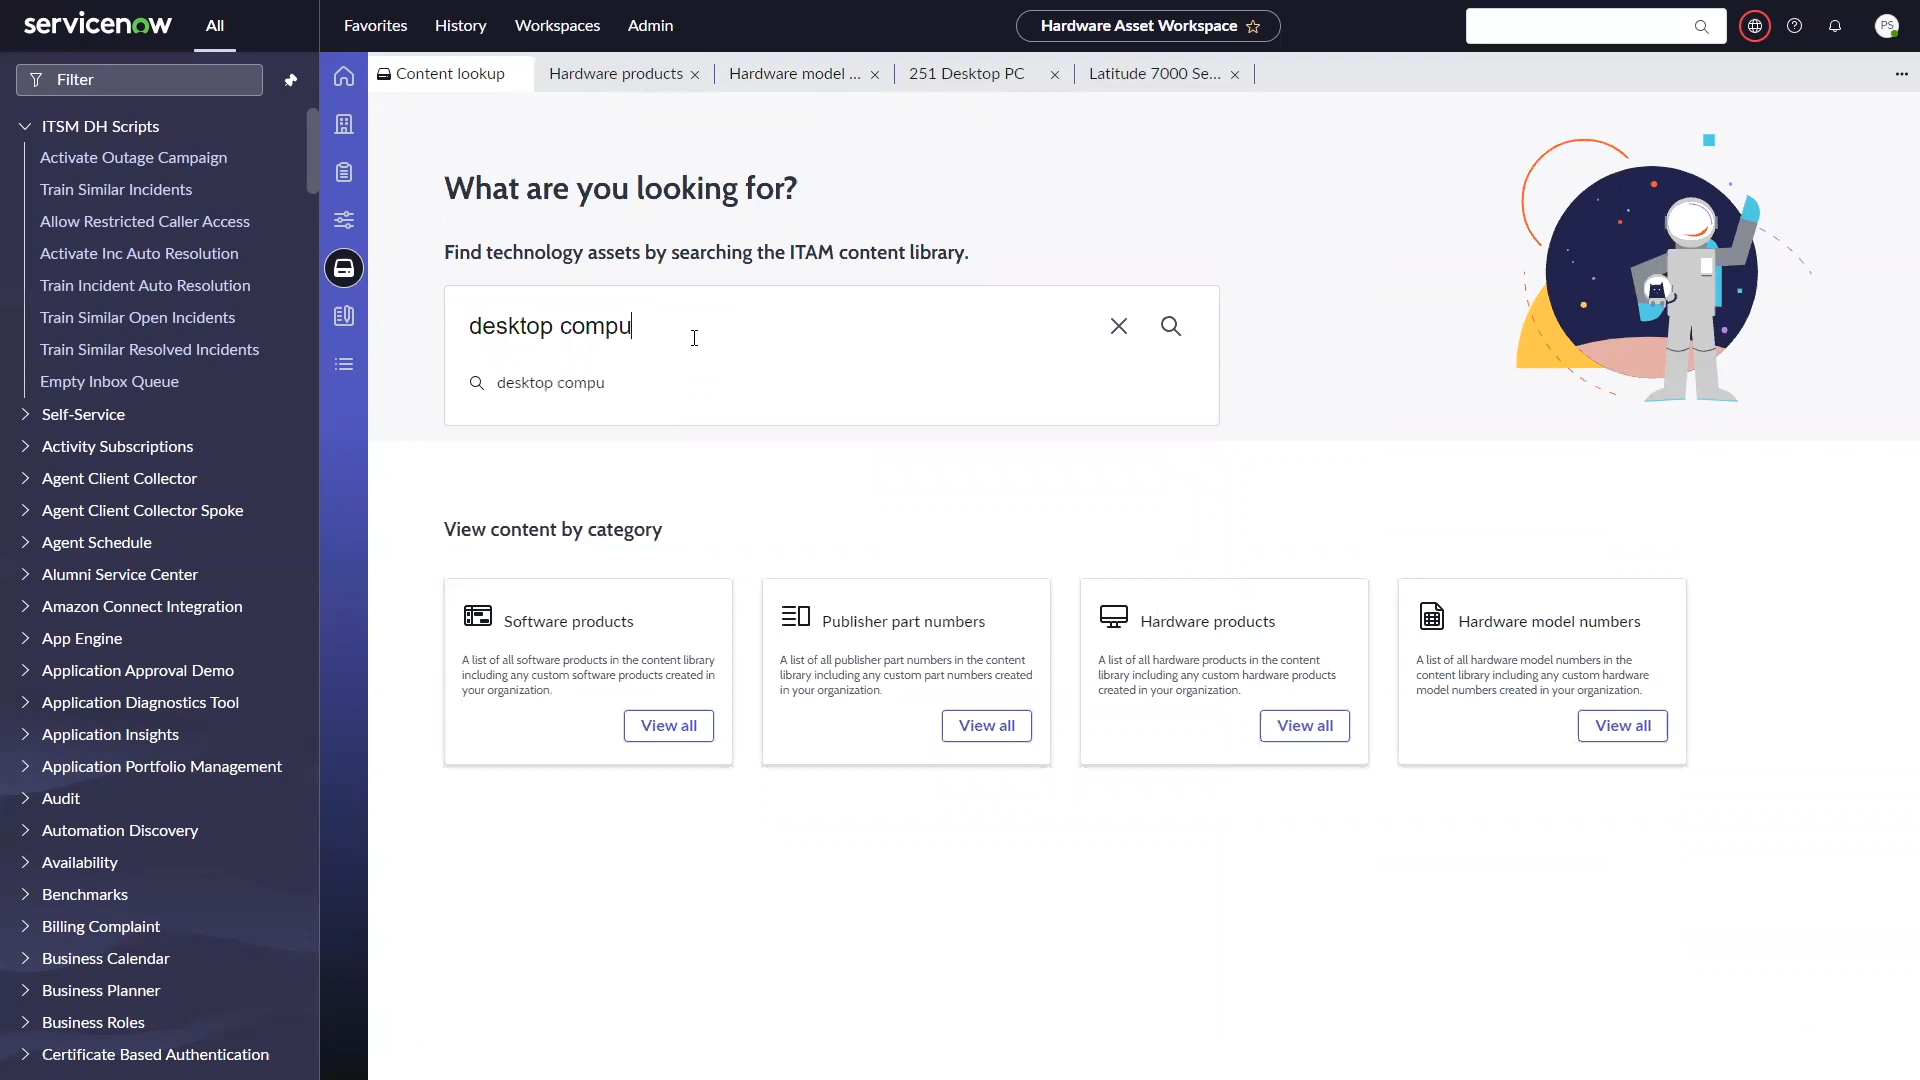 servicenow
All
Favorites
History
Workspaces
Admin
Hardware Asset Workspace
PS
Filter
ITSM DH Scripts
Activate Outage Campaign
Train Similar Incidents
Allow Restricted Caller Access
Activate Inc Auto Resolution
Train Incident Auto Resolution
Train Similar Open Incidents
Train Similar Resolved Incidents
Empty Inbox Queue
Self-Service
Activity Subscriptions
Agent Client Collector
Agent Client Collector Spoke
Agent Schedule
Alumni Service Center
Amazon Connect Integration
App Engine
Application Approval Demo
Application Diagnostics Tool
Application Insights
Application Portfolio Management
Audit
Automation Discovery
Availability
Benchmarks
Billing Complaint
Business Calendar
Business Planner
Business Roles
Certificate Based Authentication
Content lookup
Hardware products
Hardware model ...
251 Desktop PC
Latitude 7000 Se...
What are you looking for?
Find technology assets by searching the ITAM content library.
desktop compu
desktop compu
View content by category
Software products
A list of all software products in the content library
including any custom software products created in
your organization.
View all
Publisher part numbers
A list of all publisher part numbers in the content
library including any custom part numbers created
in your organization.
View all
Hardware products
A list of all hardware products in the content
library including any custom hardware products
created in your organization.
View all
Hardware model numbers
A list of all hardware model numbers in the
content library including any custom hardware
model numbers created in your organization.
View all